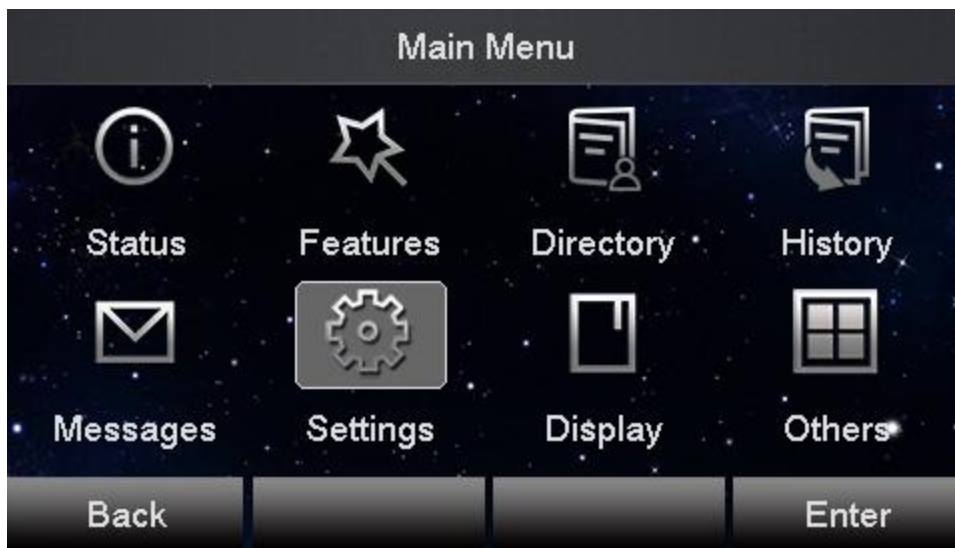 Main Menu
Status Features Directory History
Messages Settings Display Others
Back Enter